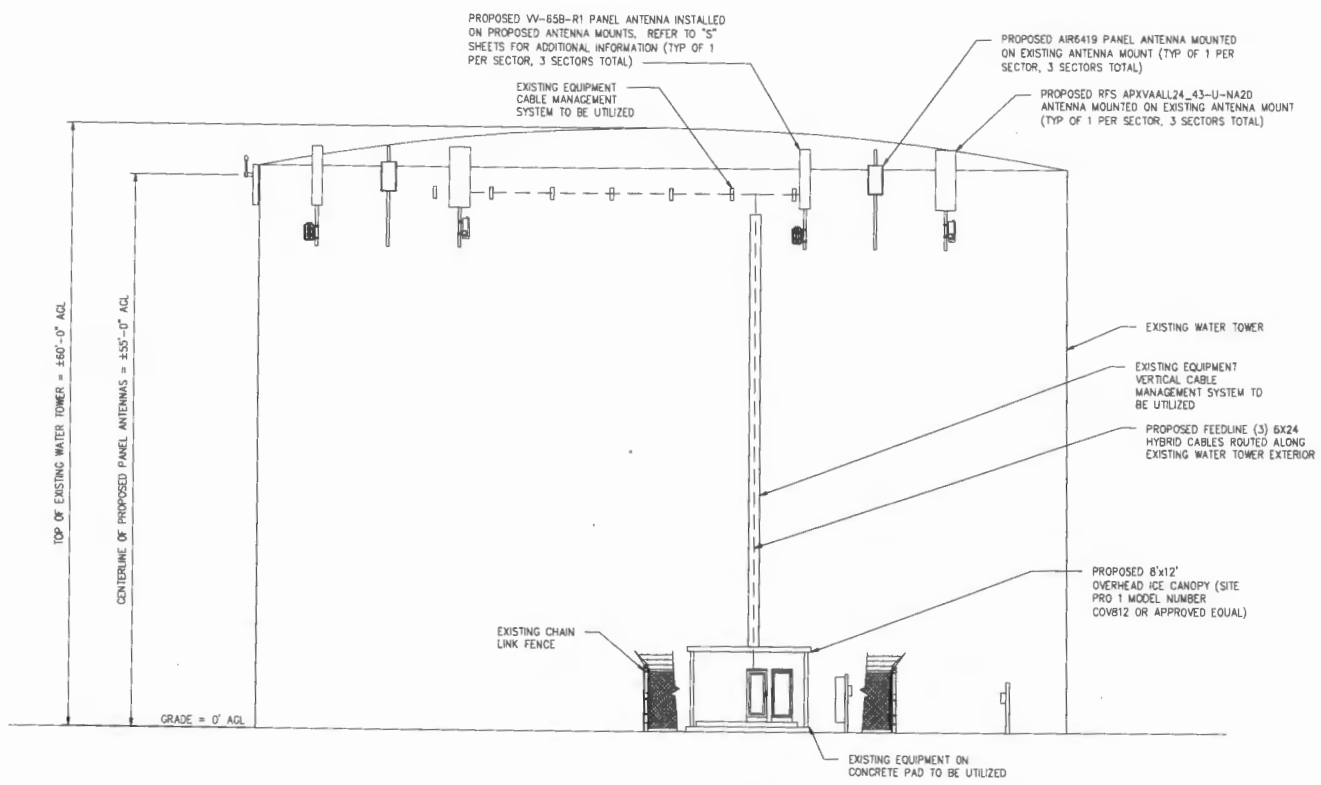 PROPOSED VV-65B-R1 PANEL ANTENNA INSTALLED
ON PROPOSED ANTENNA MOUNTS, REFER TO "S"
SHEETS FOR ADDITIONAL INFORMATION (TYP OF 1
PER SECTOR, 3 SECTORS TOTAL)
EXISTING EQUIPMENT
CABLE MANAGEMENT
SYSTEM TO BE UTILIZED
PROPOSED AIR6419 PANEL ANTENNA MOUNTED
ON EXISTING ANTENNA MOUNT (TYP OF 1 PER
SECTOR, 3 SECTORS TOTAL)
PROPOSED RFS APXVAALL24_43-U-NA20
ANTENNA MOUNTED ON EXISTING ANTENNA MOUNT
(TYP OF 1 PER SECTOR, 3 SECTORS TOTAL)
TOP OF EXISTING WATER TOWER = ±60'-0" AGL
CENTERLINE OF PROPOSED PANEL ANTENNAS = ±55'-0" AGL
EXISTING WATER TOWER
EXISTING EQUIPMENT
VERTICAL CABLE
MANAGEMENT SYSTEM TO
BE UTILIZED
PROPOSED FEEDLINE (3) 6X24
HYBRID CABLES ROUTED ALONG
EXISTING WATER TOWER EXTERIOR
PROPOSED 8'x12'
OVERHEAD ICE CANOPY (SITE
PRO 1 MODEL NUMBER
COV812 OR APPROVED EQUAL)
EXISTING CHAIN
LINK FENCE
GRADE = 0' AGL
EXISTING EQUIPMENT ON
CONCRETE PAD TO BE UTILIZED